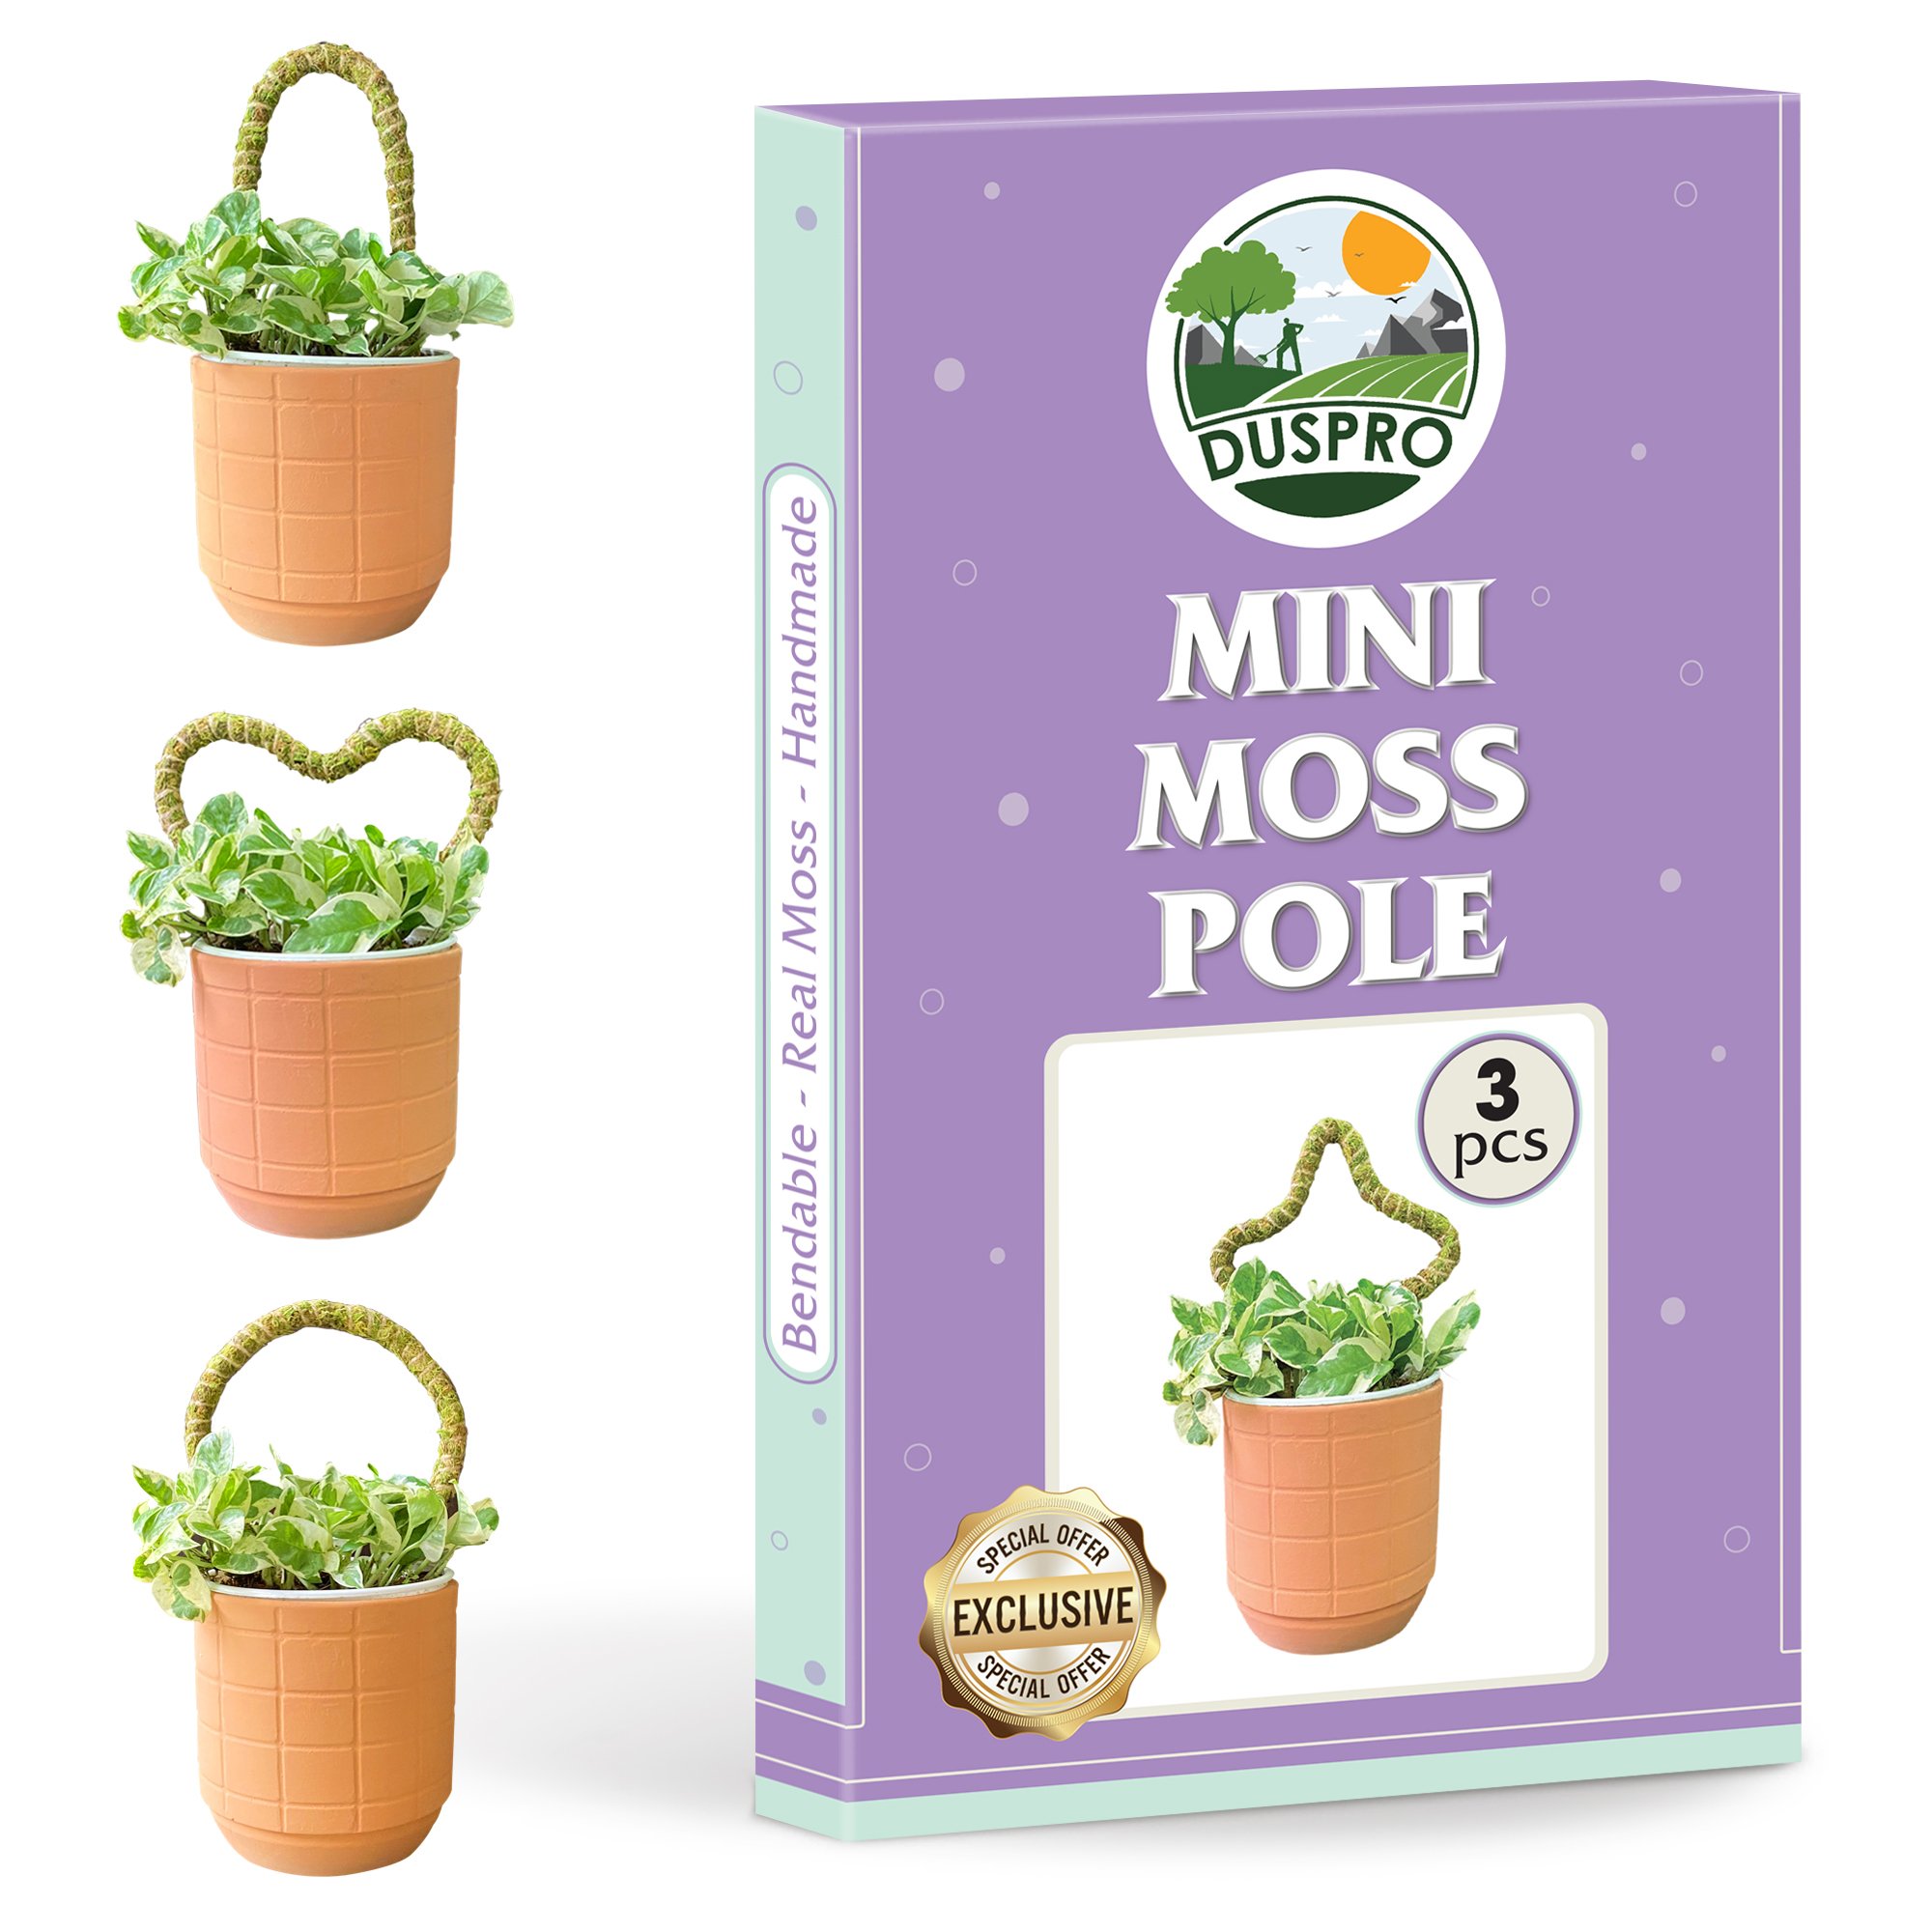 Bendable - Real Moss - Handmade
DUSPRO
MINI
MOSS
POLE
3
pcs
SPECIAL OFFER
EXCLUSIVE
SPECIAL OFFER